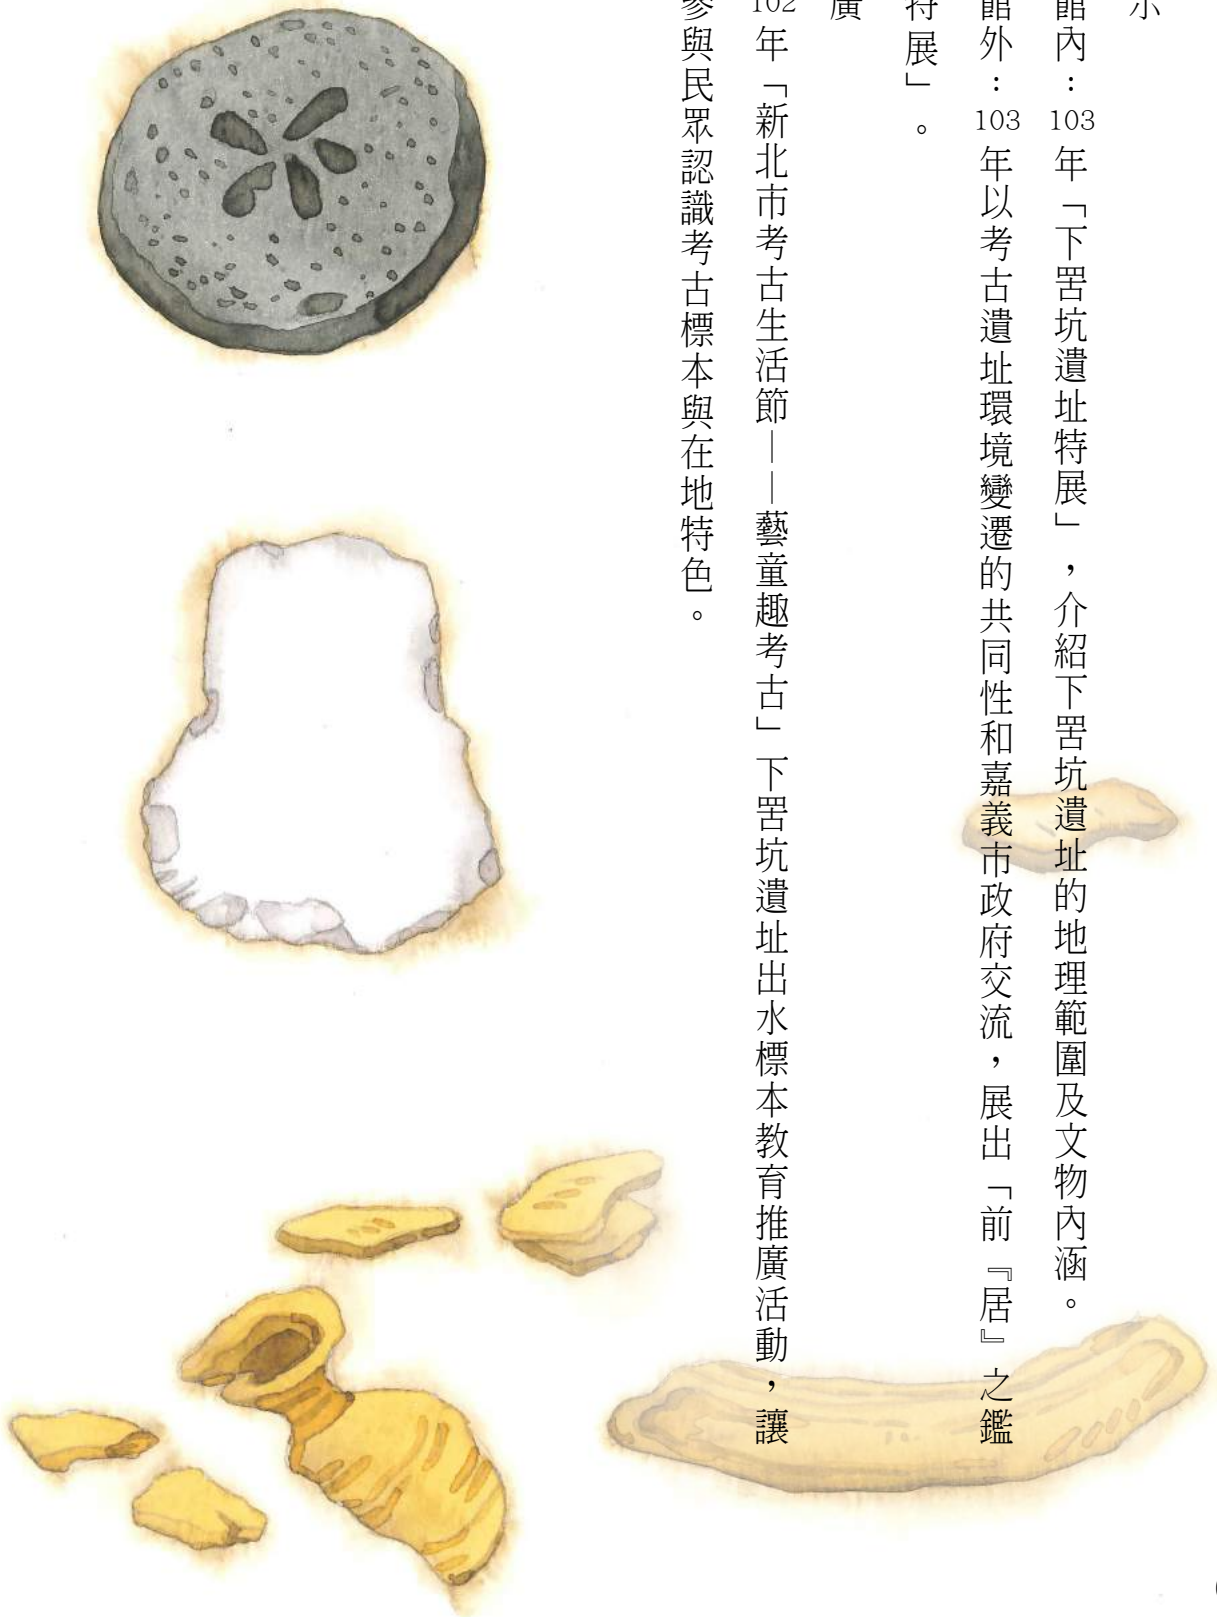 示
館內：103年「下罟坑遺址特展」，介紹下罟坑遺址的地理範圍及文物內涵。
館外：103年以考古遺址環境變遷的共同性和嘉義市政府交流，展出「前『居』之鑑
特展」。
廣
102年「新北市考古生活節——藝童趣考古」下罟坑遺址出水標本教育推廣活動，讓
參與民眾認識考古標本與在地特色。